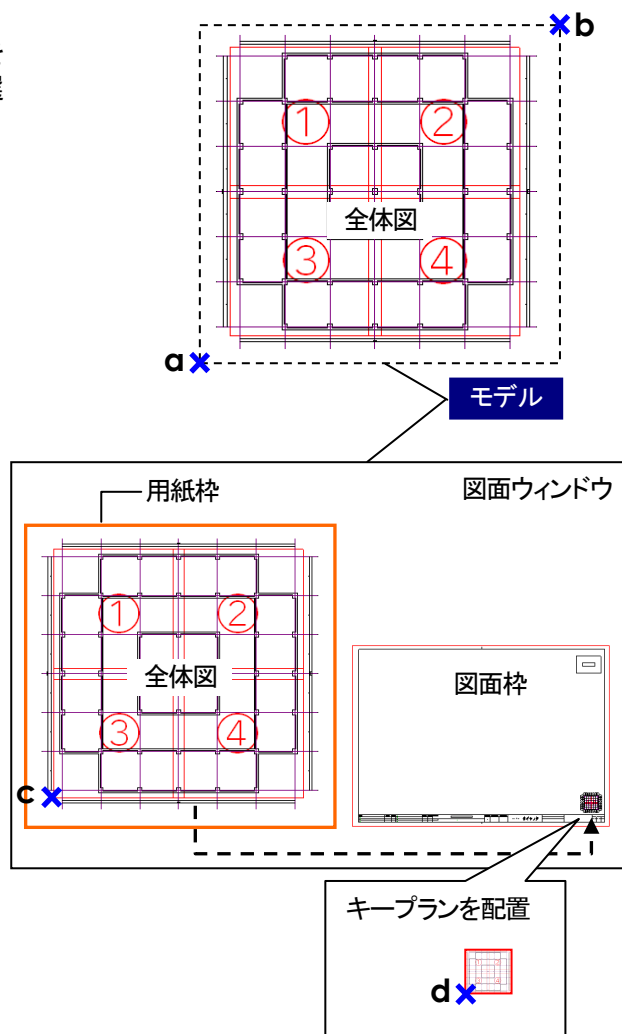 b
① ②
全体図
③ ④
a
モデル
用紙枠
図面ウィンドウ
① ②
全体図
図面枠
③ ④
c
キープランを配置
d